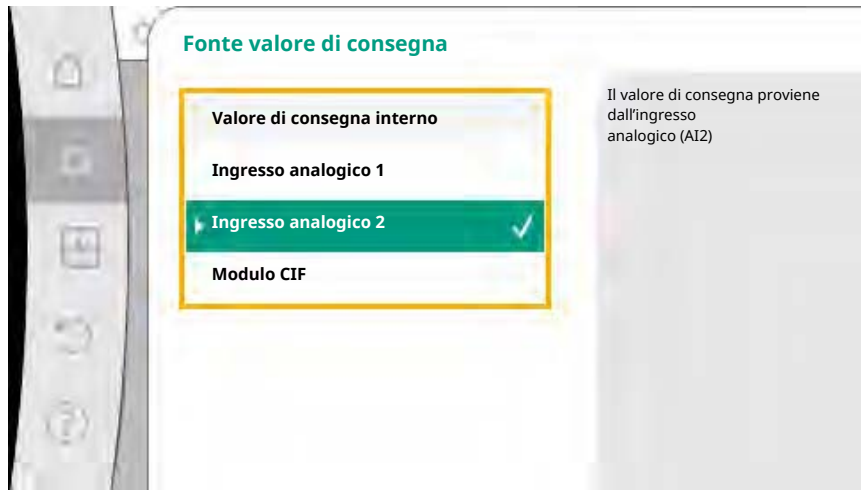 Fonte valore di consegna
Valore di consegna interno
Ingresso analogico 1
Ingresso analogico 2
Modulo CIF
Il valore di consegna proviene
dall'ingresso
analogico (AI2)